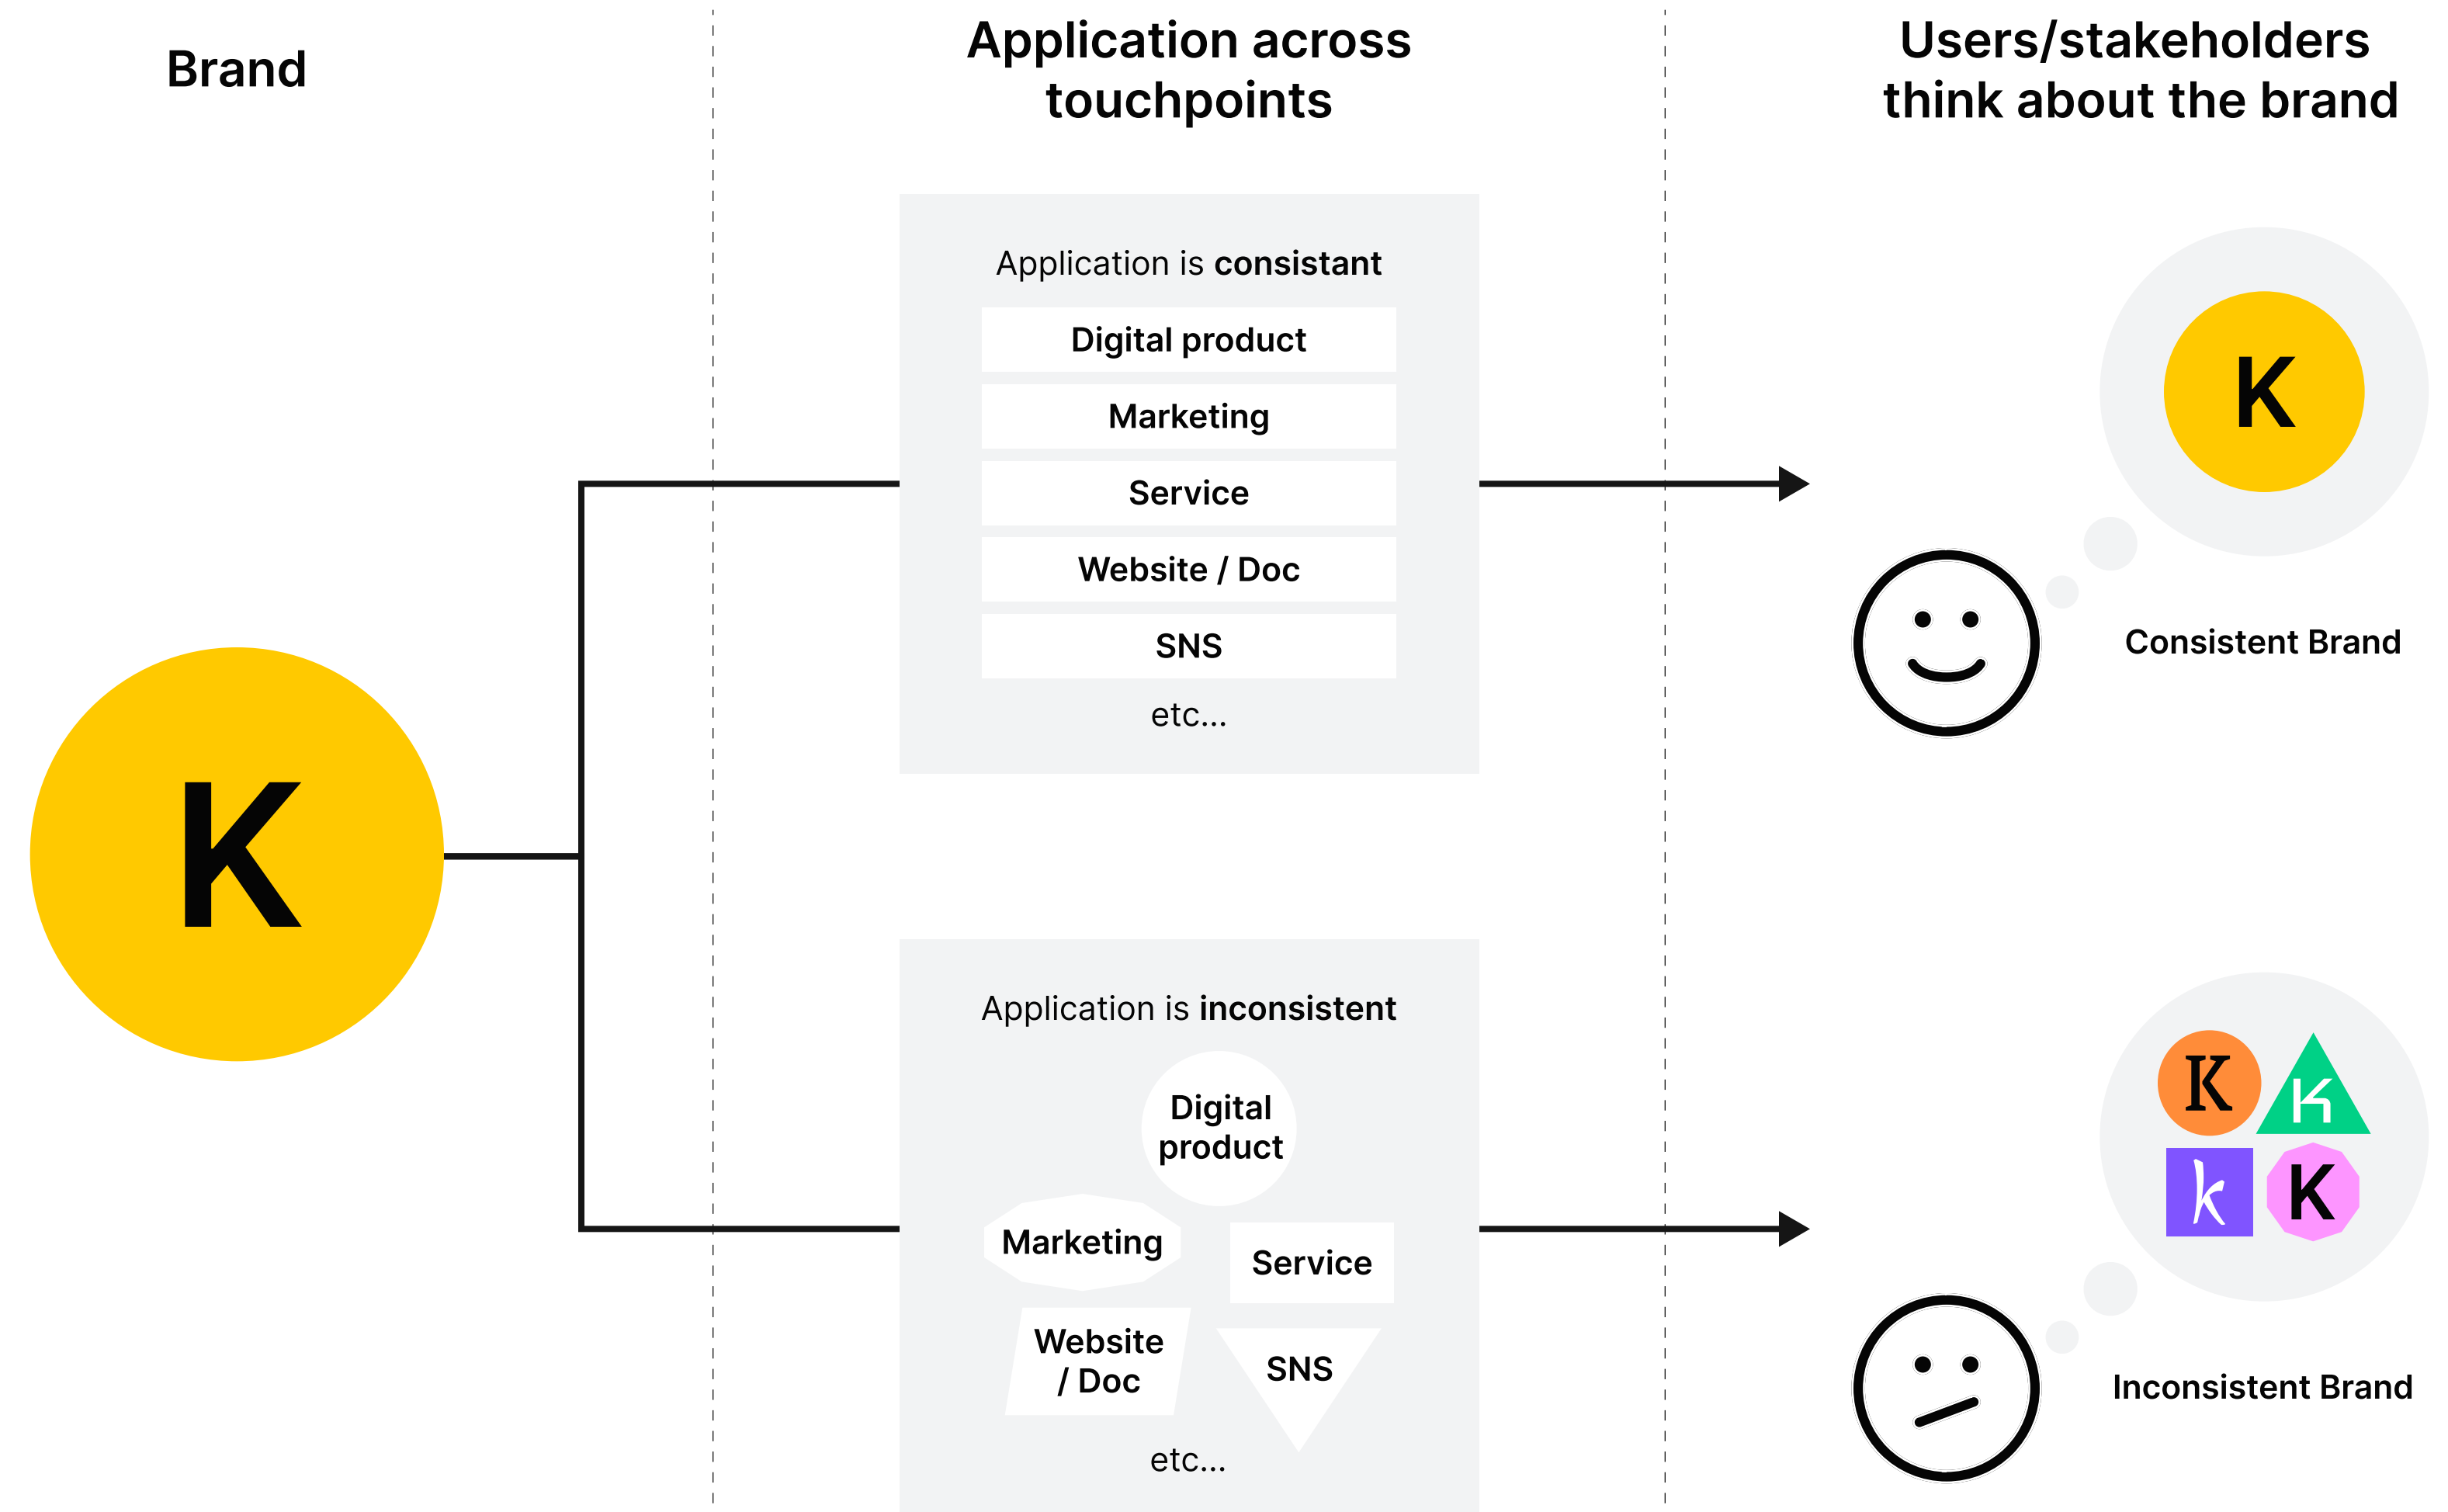 Brand
Application across
touchpoints
Users/stakeholders
think about the brand
K
Application is consistant
Digital product
Marketing
Service
Website / Doc
SNS
etc...
K
Consistent Brand
Application is inconsistent
Digital
product
Marketing
Service
Website
/ Doc
SNS
etc...
K
K
k
K
Inconsistent Brand